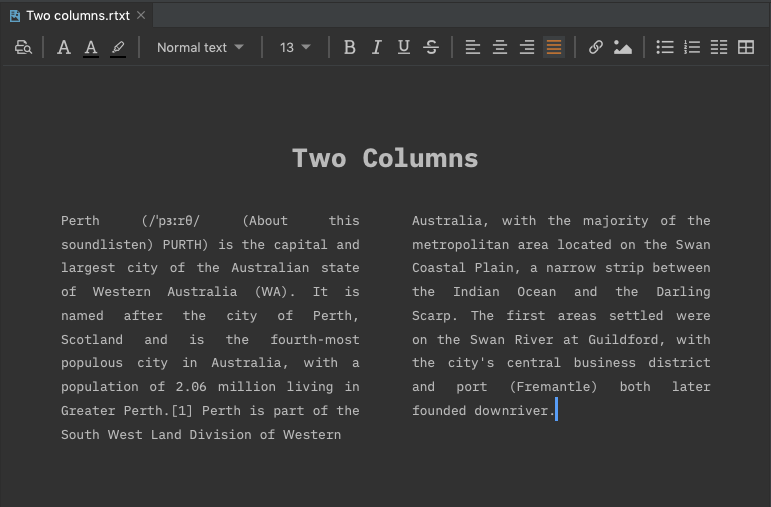 Two columns.rtxt
A A Normal text 13 B I U S
Two Columns
Perth (/ˈpɜːrθ/ (About this
soundlisten) PURTH) is the capital and
largest city of the Australian state
of Western Australia (WA). It is
named after the city of Perth,
Scotland and is the fourth-most
populous city in Australia, with a
population of 2.06 million living in
Greater Perth.[1] Perth is part of the
South West Land Division of Western
Australia, with the majority of the
metropolitan area located on the Swan
Coastal Plain, a narrow strip between
the Indian Ocean and the Darling
Scarp. The first areas settled were
on the Swan River at Guildford, with
the city's central business district
and port (Fremantle) both later
founded downriver.